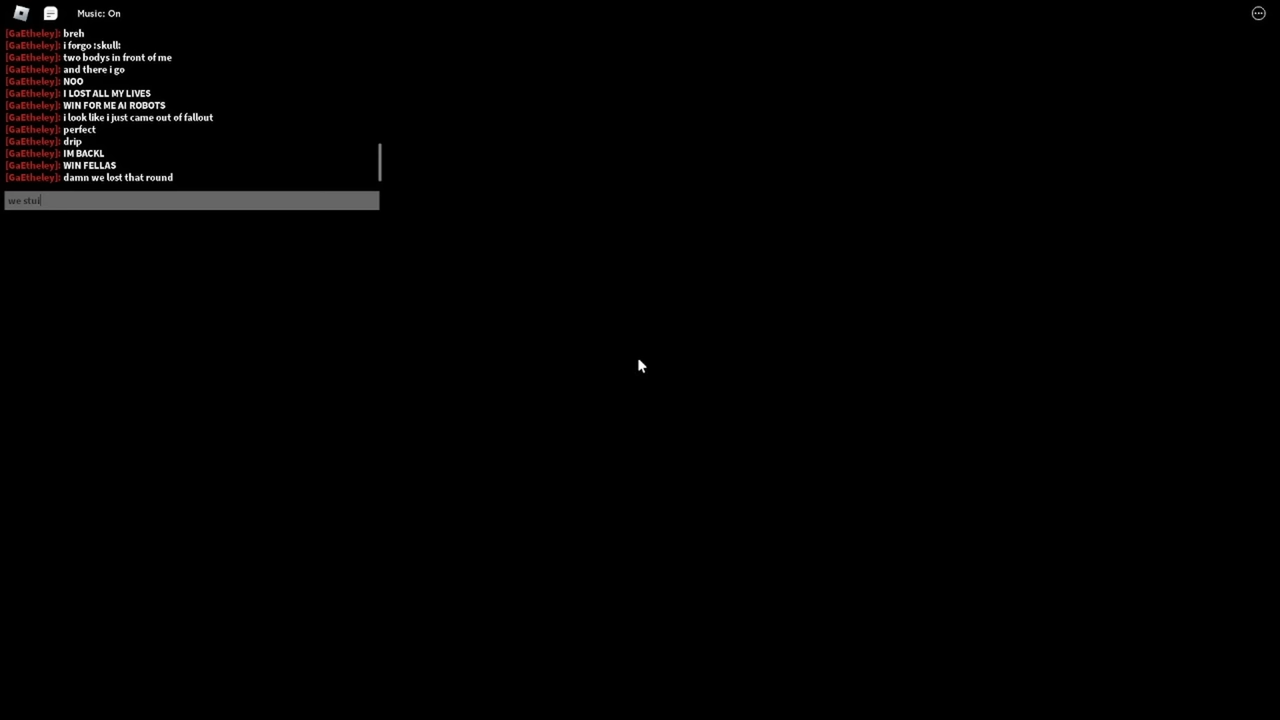 Music: On
[GaEtheley]: breh
[GaEtheley]: i forgo :skull:
[GaEtheley]: two bodys in front of me
[GaEtheley]: and there i go
[GaEtheley]: NOO
[GaEtheley]: I LOST ALL MY LIVES
[GaEtheley]: WIN FOR ME AI ROBOTS
[GaEtheley]: i look like i just came out of fallout
[GaEtheley]: perfect
[GaEtheley]: drip
[GaEtheley]: IM BACKL
[GaEtheley]: WIN FELLAS
[GaEtheley]: damn we lost that round
we stui